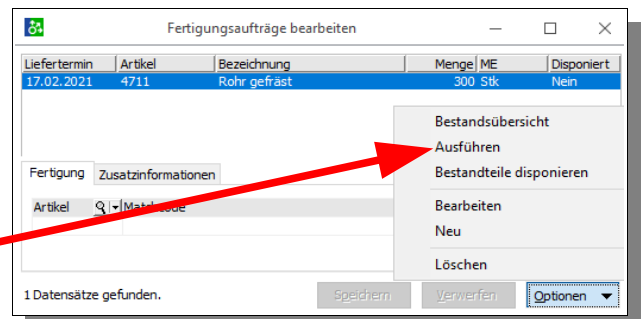 Fertigungsaufträge bearbeiten
Liefertermin Artikel Bezeichnung Menge ME Disponiert
17.02.2021 4711 Rohr gefräst 300 Stk Nein
Bestandsübersicht
Ausführen
Bestandteile disponieren
Bearbeiten
Neu
Löschen
Fertigung Zusatzinformationen
Artikel Matchcode
1 Datensätze gefunden. Speichern Verwerfen Optionen